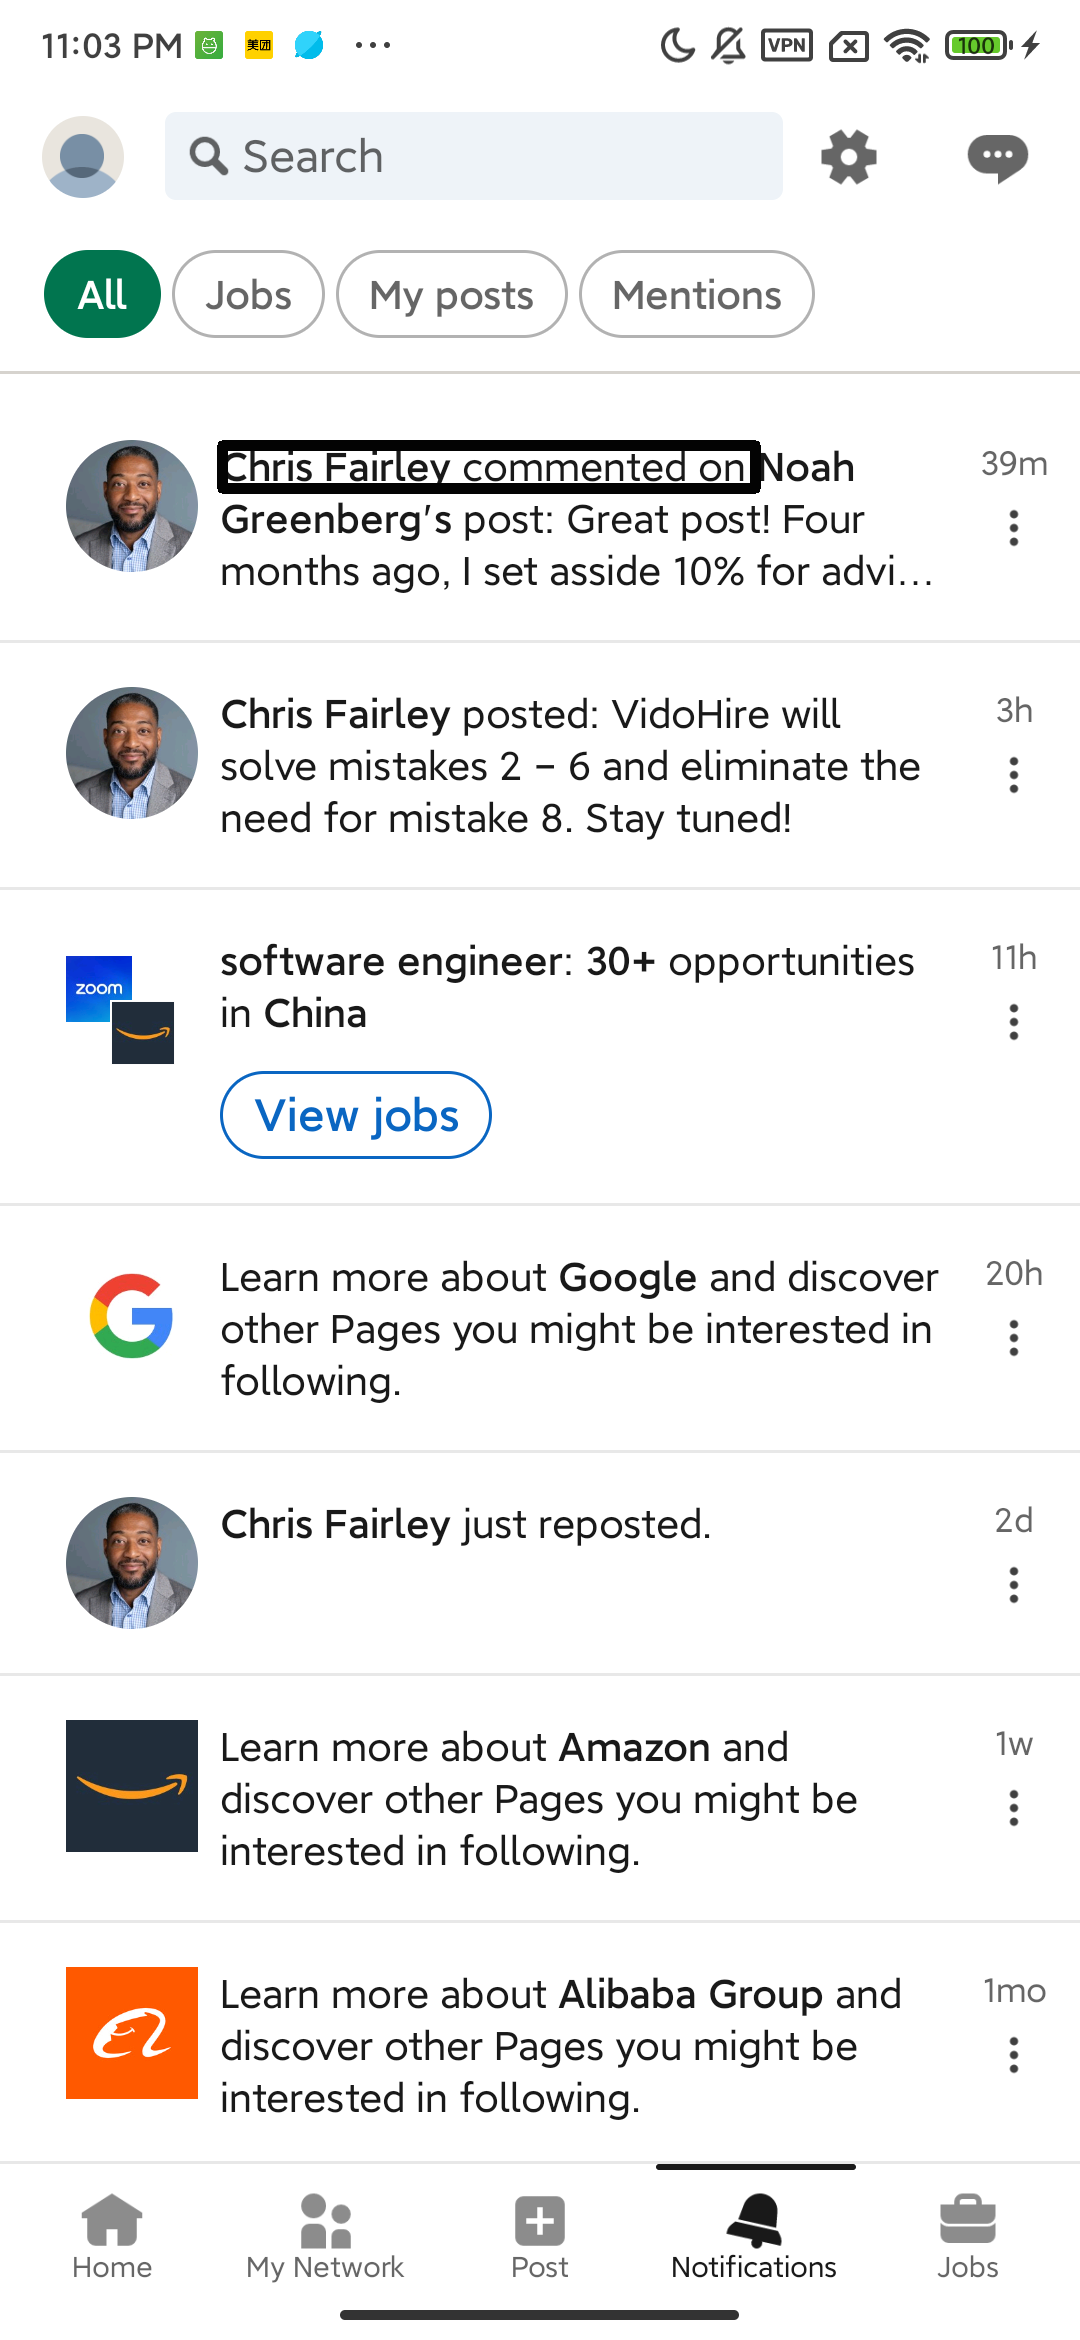 11:03 PM 美团 VPN 100
Search
All Jobs My posts Mentions
Chris Fairley commented on Noah 39m
Greenberg's post: Great post! Four
months ago, I set asside 10% for advi...
Chris Fairley posted: VidoHire will 3h
solve mistakes 2 – 6 and eliminate the
need for mistake 8. Stay tuned!
software engineer: 30+ opportunities 11h
in China
zoom
View jobs
Learn more about Google and discover 20h
other Pages you might be interested in
following.
Chris Fairley just reposted. 2d
Learn more about Amazon and 1w
discover other Pages you might be
interested in following.
Learn more about Alibaba Group and 1mo
discover other Pages you might be
interested in following.
Home My Network Post Notifications Jobs